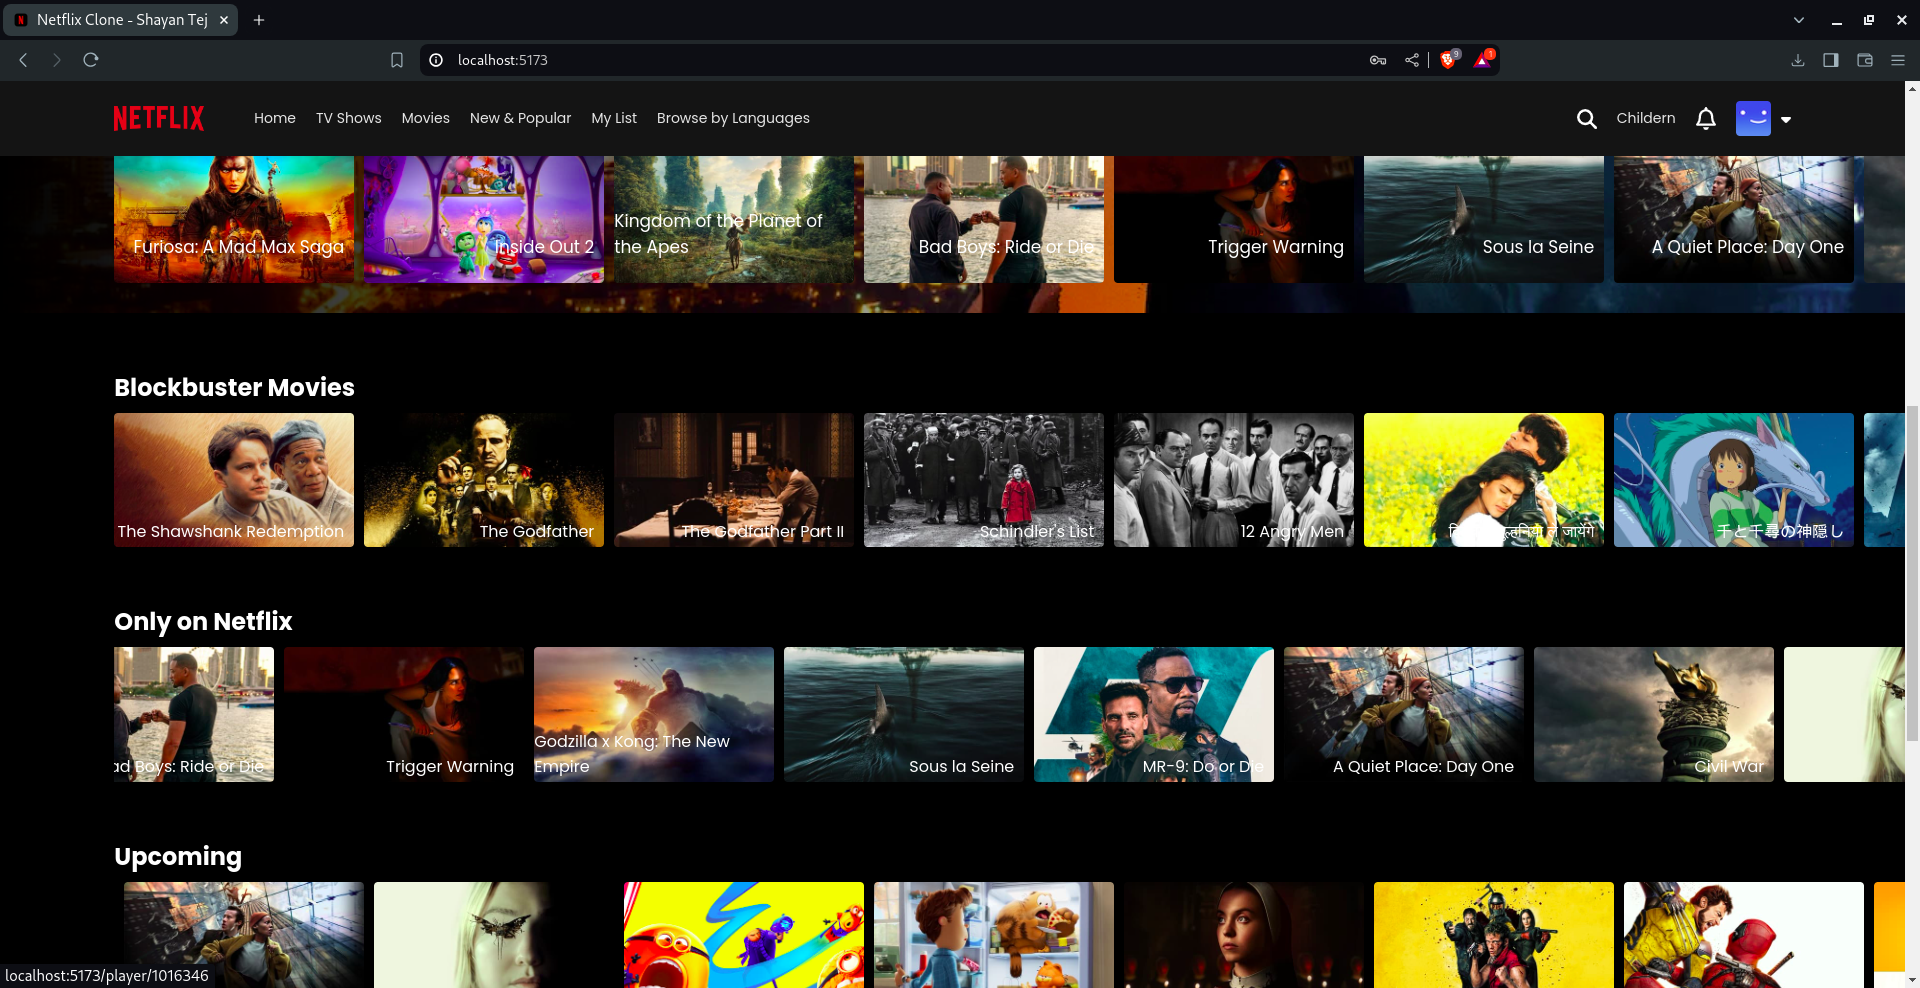 Netflix Clone - Shayan Tej
localhost:5173
9
1
NETFLIX
Home
TV Shows
Movies
New & Popular
My List
Browse by Languages
Childern
Furiosa: A Mad Max Saga
Inside Out 2
Kingdom of the Planet of
the Apes
Bad Boys: Ride or Die
Trigger Warning
Sous la Seine
A Quiet Place: Day One
Blockbuster Movies
The Shawshank Redemption
The Godfather
The Godfather Part II
Schindler's List
12 Angry Men
ले जायेंगे
千と千尋の神隠し
Only on Netflix
ad Boys: Ride or Die
Trigger Warning
Godzilla x Kong: The New
Empire
Sous la Seine
MR-9: Do or Die
A Quiet Place: Day One
Civil War
Upcoming
localhost:5173/player/1016346